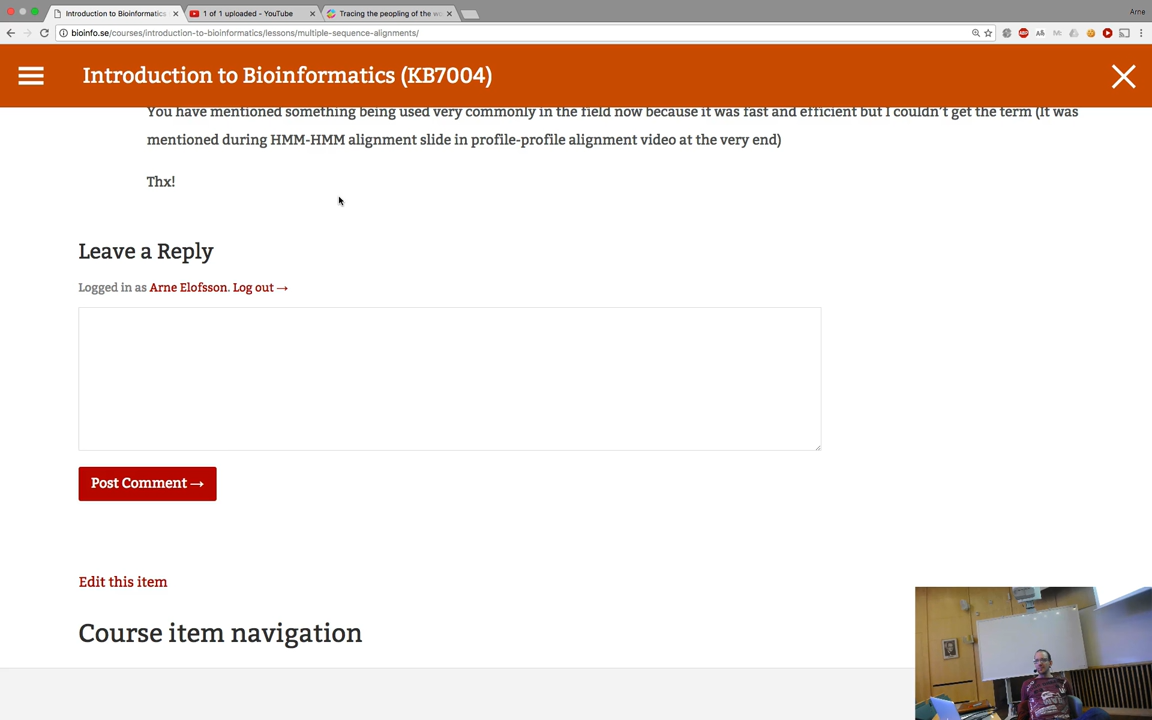 Introduction to Bioinformatics
1 of 1 uploaded - YouTube
Tracing the peopling of the wo
Arne
bioinfo.se/courses/introduction-to-bioinformatics/lessons/multiple-sequence-alignments/
Introduction to Bioinformatics (KB7004)
You have mentioned something being used very commonly in the field now because it was fast and efficient but I couldn't get the term (It was
mentioned during HMM-HMM alignment slide in profile-profile alignment video at the very end)
Thx!
Leave a Reply
Logged in as Arne Elofsson. Log out →
Post Comment →
Edit this item
Course item navigation